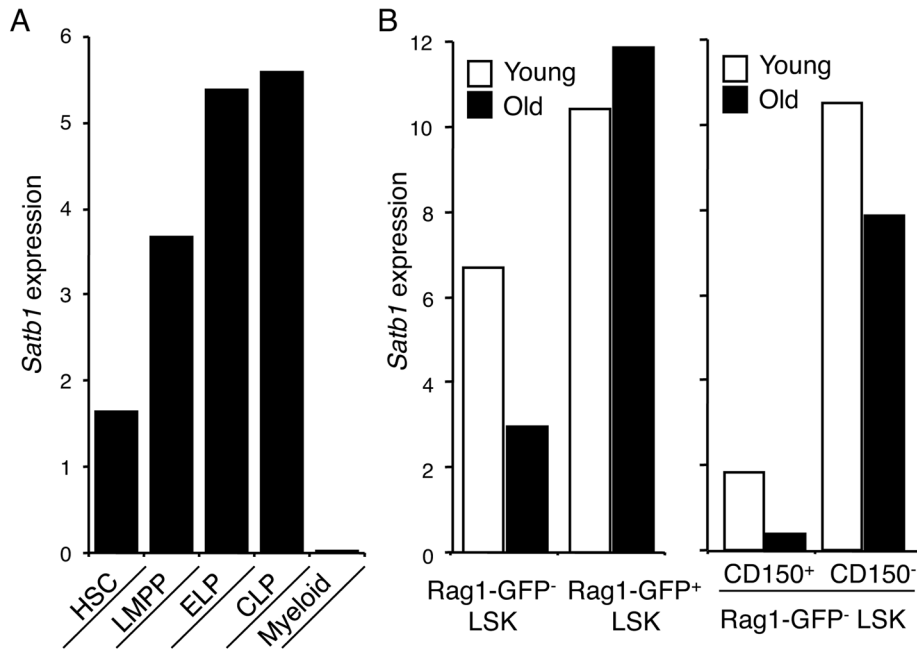 A
6
5
4
3
2
1
0
Satb1 expression
HSC
LMPP
ELP
CLP
Myeloid
B
12
10
8
6
4
2
0
Satb1 expression
Young
Old
Rag1-GFP⁻ LSK
Rag1-GFP⁺ LSK
Young
Old
CD150⁺ CD150⁻
Rag1-GFP⁻ LSK